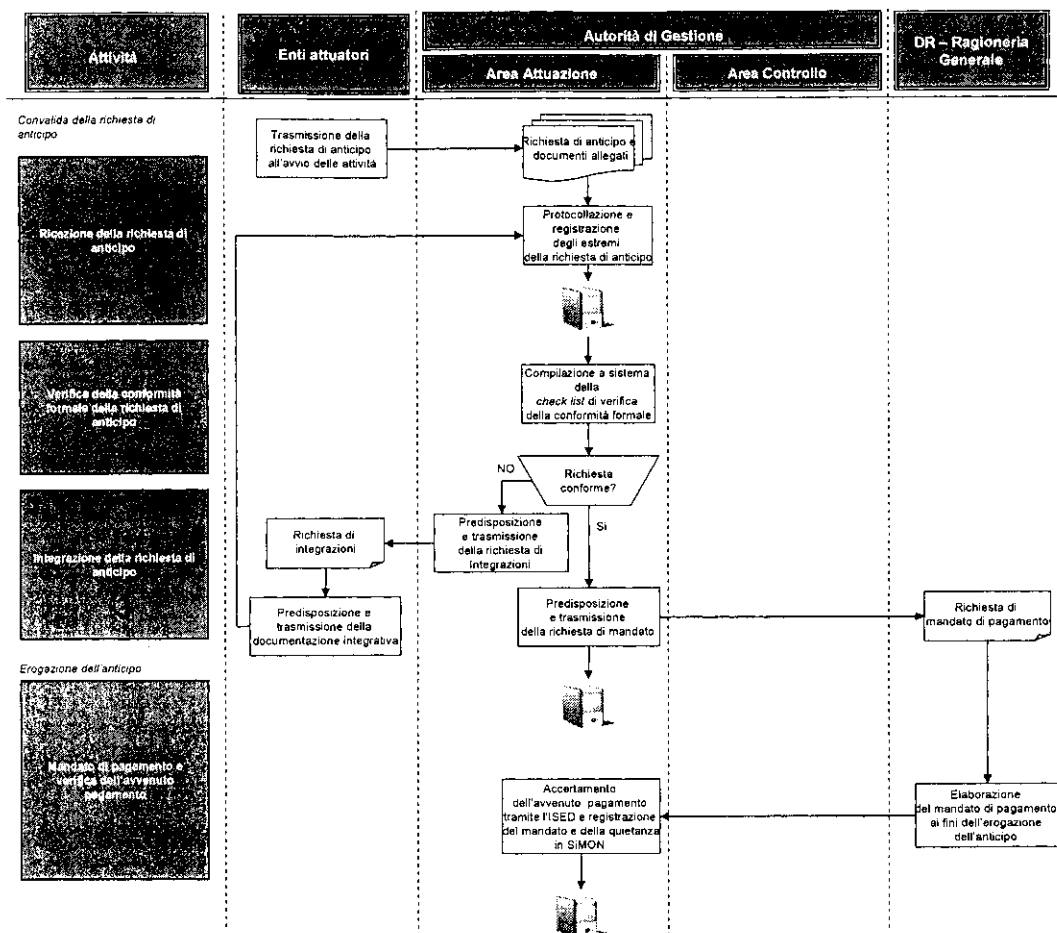 Attività
Enti attuatori
Autorità di Gestione
Area Attuazione
Area Controllo
DR – Ragioneria
Generale
Convalida della richiesta di
anticipo
Ricezione della richiesta di
anticipo
Trasmissione della
richiesta di anticipo
all'avvio delle attività
Richiesta di anticipo e
documenti allegati
Protocollazione e
registrazione
degli estremi
della richiesta di anticipo
Verifica della conformità
formale della richiesta di
anticipo
Compilazione a sistema
della
check list di verifica
della conformità formale
Richiesta
conforme?
NO
Sì
Integrazione della richiesta di
anticipo
Predisposizione
e trasmissione
della richiesta di
Integrazioni
Richiesta di
integrazioni
Predisposizione e
trasmissione della
documentazione integrativa
Predisposizione
e trasmissione
della richiesta di mandato
Richiesta di
mandato di pagamento
Erogazione dell'anticipo
Mandato di pagamento e
verifica dell'avvenuto
pagamento
Accertamento
dell'avvenuto pagamento
tramite l'ISED e registrazione
del mandato e della quietanza
in SiMON
Elaborazione
del mandato di pagamento
ai fini dell'erogazione
dell'anticipo